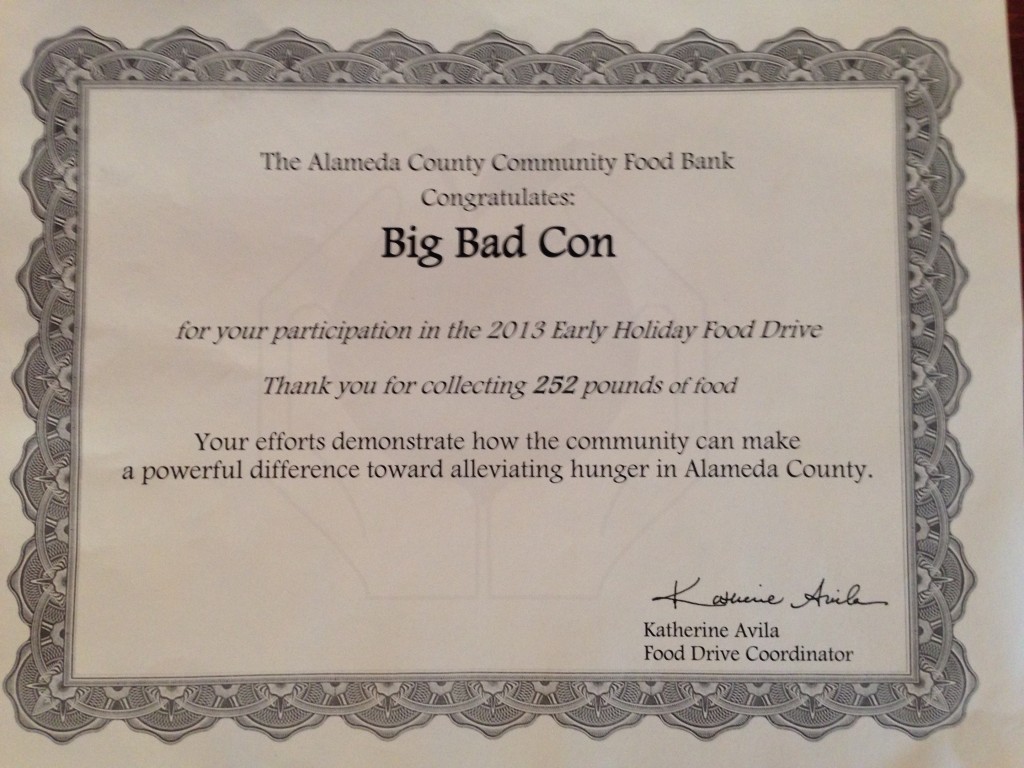 The Alameda County Community Food Bank
Congratulates:
Big Bad Con
for your participation in the 2013 Early Holiday Food Drive
Thank you for collecting 252 pounds of food
Your efforts demonstrate how the community can make
a powerful difference toward alleviating hunger in Alameda County.
Katherine Avila
Katherine Avila
Food Drive Coordinator